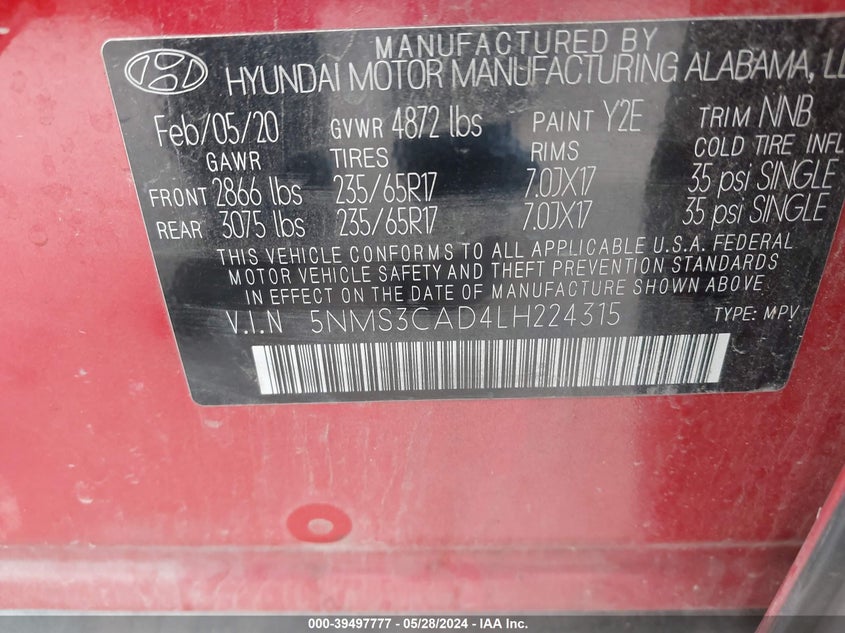 MANUFACTURED BY
HYUNDAI MOTOR MANUFACTURING ALABAMA,
Feb/05/20 GVWR 4872 lbs PAINT Y2E TRIM NNB
GAWR TIRES RIMS COLD TIRE INFL
FRONT 2866 lbs 235/65R17 7.0JX17 35 psi SINGLE
REAR 3075 lbs 235/65R17 7.0JX17 35 psi SINGLE
THIS VEHICLE CONFORMS TO ALL APPLICABLE U.S.A. FEDERAL
MOTOR VEHICLE SAFETY AND THEFT PREVENTION STANDARDS
IN EFFECT ON THE DATE OF MANUFACTURE SHOWN ABOVE
V.I.N 5NMS3CAD4LH224315 TYPE: MPV
000-39497777 - 05/28/2024 - IAA Inc.